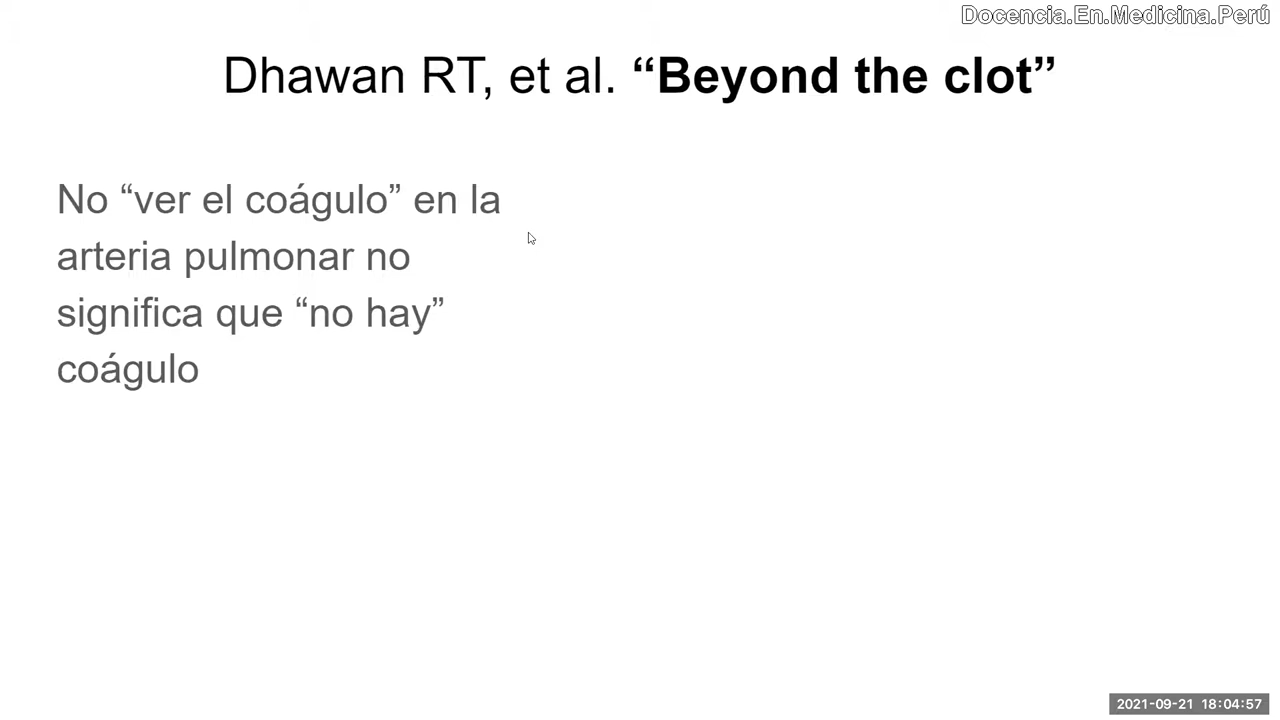 Docencia.En.Medicina.Perú
Dhawan RT, et al. “Beyond the clot”
No “ver el coágulo” en la
arteria pulmonar no
significa que “no hay”
coágulo
2021-09-21 18:04:57